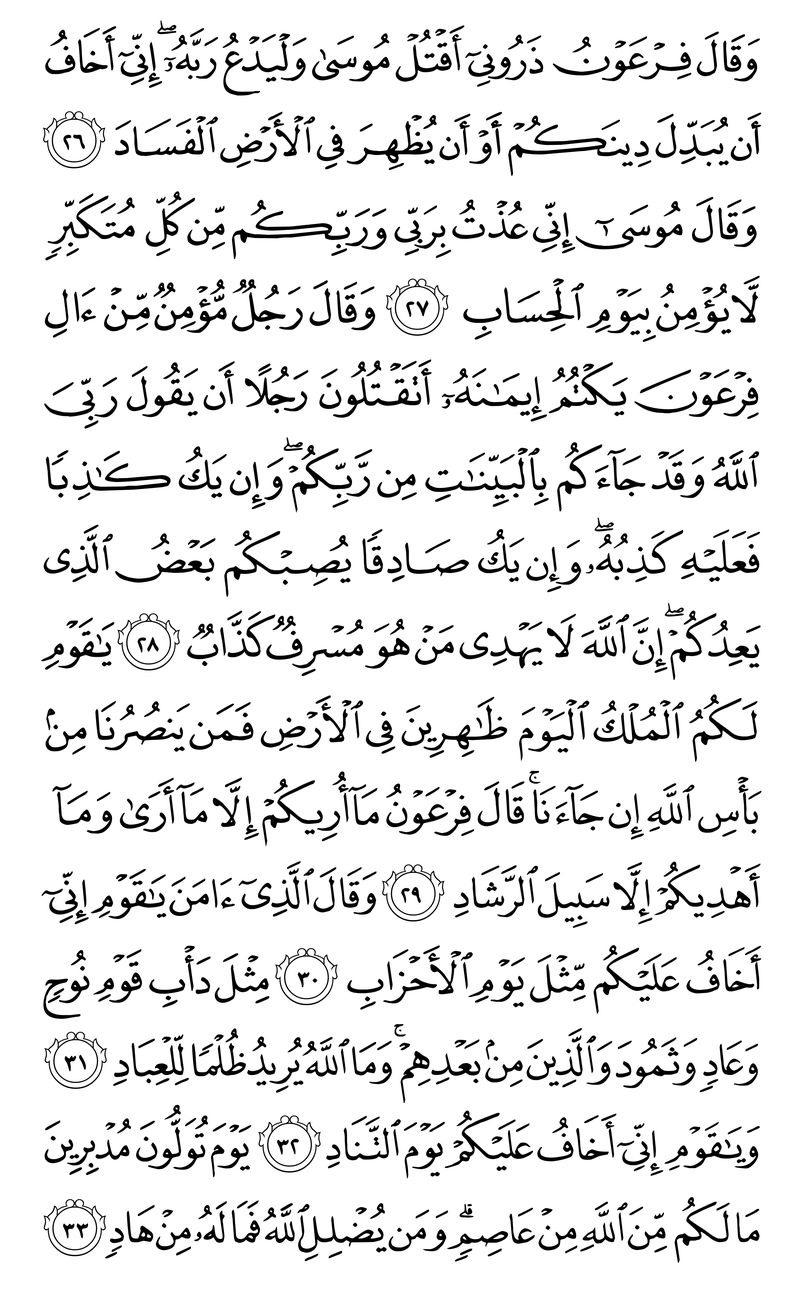 وَقَالَ فِرْعَوْنُ ذَرُونِيٓ أَقْتُلْ مُوسَىٰ وَلْيَدْعُ رَبَّهُۥٓ ۖ إِنِّيٓ أَخَافُ
أَن يُبَدِّلَ دِينَكُمْ أَوْ أَن يُظْهِرَ فِي ٱلْأَرْضِ ٱلْفَسَادَ ٢٦
وَقَالَ مُوسَىٰٓ إِنِّي عُذْتُ بِرَبِّي وَرَبِّكُم مِّن كُلِّ مُتَكَبِّرٍ
لَّا يُؤْمِنُ بِيَوْمِ ٱلْحِسَابِ ٢٧ وَقَالَ رَجُلٌ مُّؤْمِنٌ مِّنْ ءَالِ
فِرْعَوْنَ يَكْتُمُ إِيمَٰنَهُۥٓ أَتَقْتُلُونَ رَجُلًا أَن يَقُولَ رَبِّيَ
ٱللَّهُ وَقَدْ جَآءَكُم بِٱلْبَيِّنَٰتِ مِن رَّبِّكُمْ ۖ وَإِن يَكُ كَٰذِبًا
فَعَلَيْهِ كَذِبُهُۥ ۖ وَإِن يَكُ صَادِقًا يُصِبْكُم بَعْضُ ٱلَّذِى
يَعِدُكُمْ ۖ إِنَّ ٱللَّهَ لَا يَهْدِى مَنْ هُوَ مُسْرِفٌ كَذَّابٌ ٢٨ يَٰقَوْمِ
لَكُمُ ٱلْمُلْكُ ٱلْيَوْمَ ظَٰهِرِينَ فِى ٱلْأَرْضِ فَمَن يَنصُرُنَا مِنۢ
بَأْسِ ٱللَّهِ إِن جَآءَنَا ۚ قَالَ فِرْعَوْنُ مَآ أُرِيكُمْ إِلَّا مَآ أَرَىٰ وَمَآ
أَهْدِيكُمْ إِلَّا سَبِيلَ ٱلرَّشَادِ ٢٩ وَقَالَ ٱلَّذِىٓ ءَامَنَ يَٰقَوْمِ إِنِّىٓ
أَخَافُ عَلَيْكُم مِّثْلَ يَوْمِ ٱلْأَحْزَابِ ٣٠ مِثْلَ دَأْبِ قَوْمِ نُوحٍ
وَعَادٍ وَثَمُودَ وَٱلَّذِينَ مِنۢ بَعْدِهِمْ ۚ وَمَا ٱللَّهُ يُرِيدُ ظُلْمًا لِّلْعِبَادِ ٣١
وَيَٰقَوْمِ إِنِّىٓ أَخَافُ عَلَيْكُمْ يَوْمَ ٱلتَّنَادِ ٣٢ يَوْمَ تُوَلُّونَ مُدْبِرِينَ
مَا لَكُم مِّنَ ٱللَّهِ مِنْ عَاصِمٍ ۗ وَمَن يُضْلِلِ ٱللَّهُ فَمَا لَهُۥ مِنْ هَادٍ ٣٣